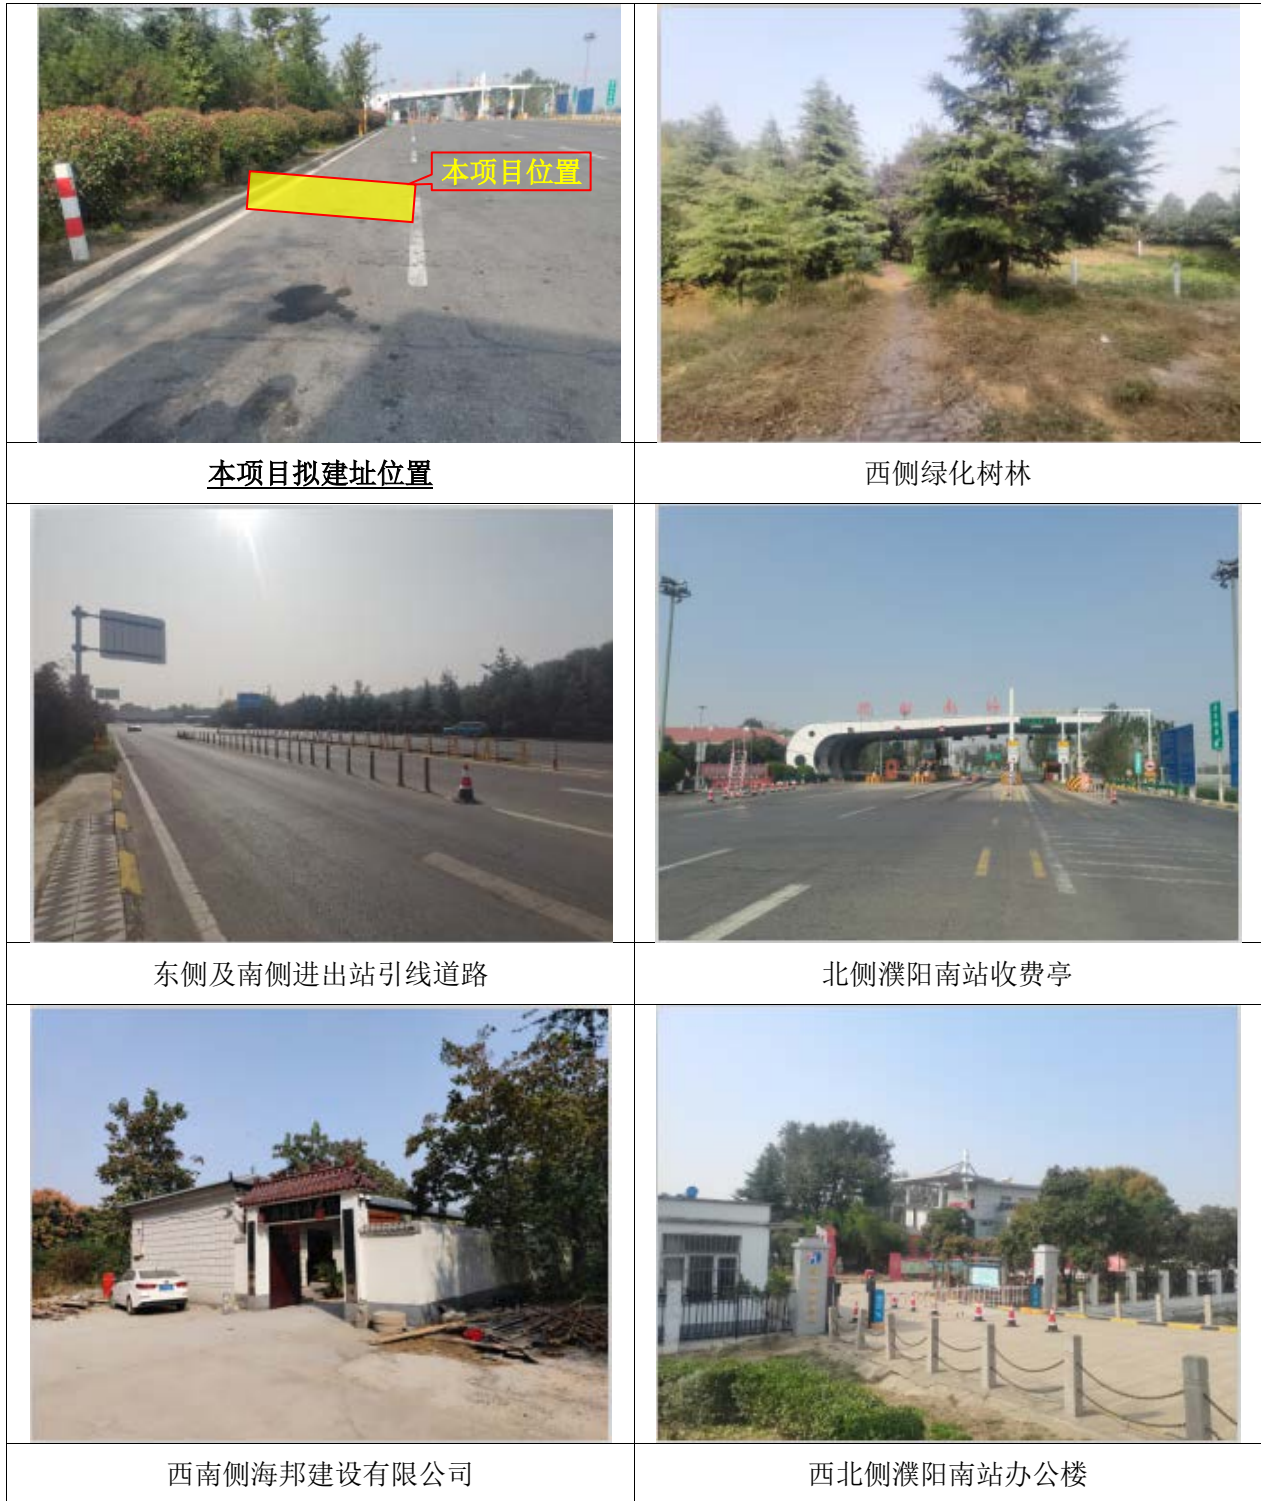 本项目位置
本项目拟建址位置
西侧绿化树林
东侧及南侧进出站引线道路
北侧濮阳南站收费亭
西南侧海邦建设有限公司
西北侧濮阳南站办公楼